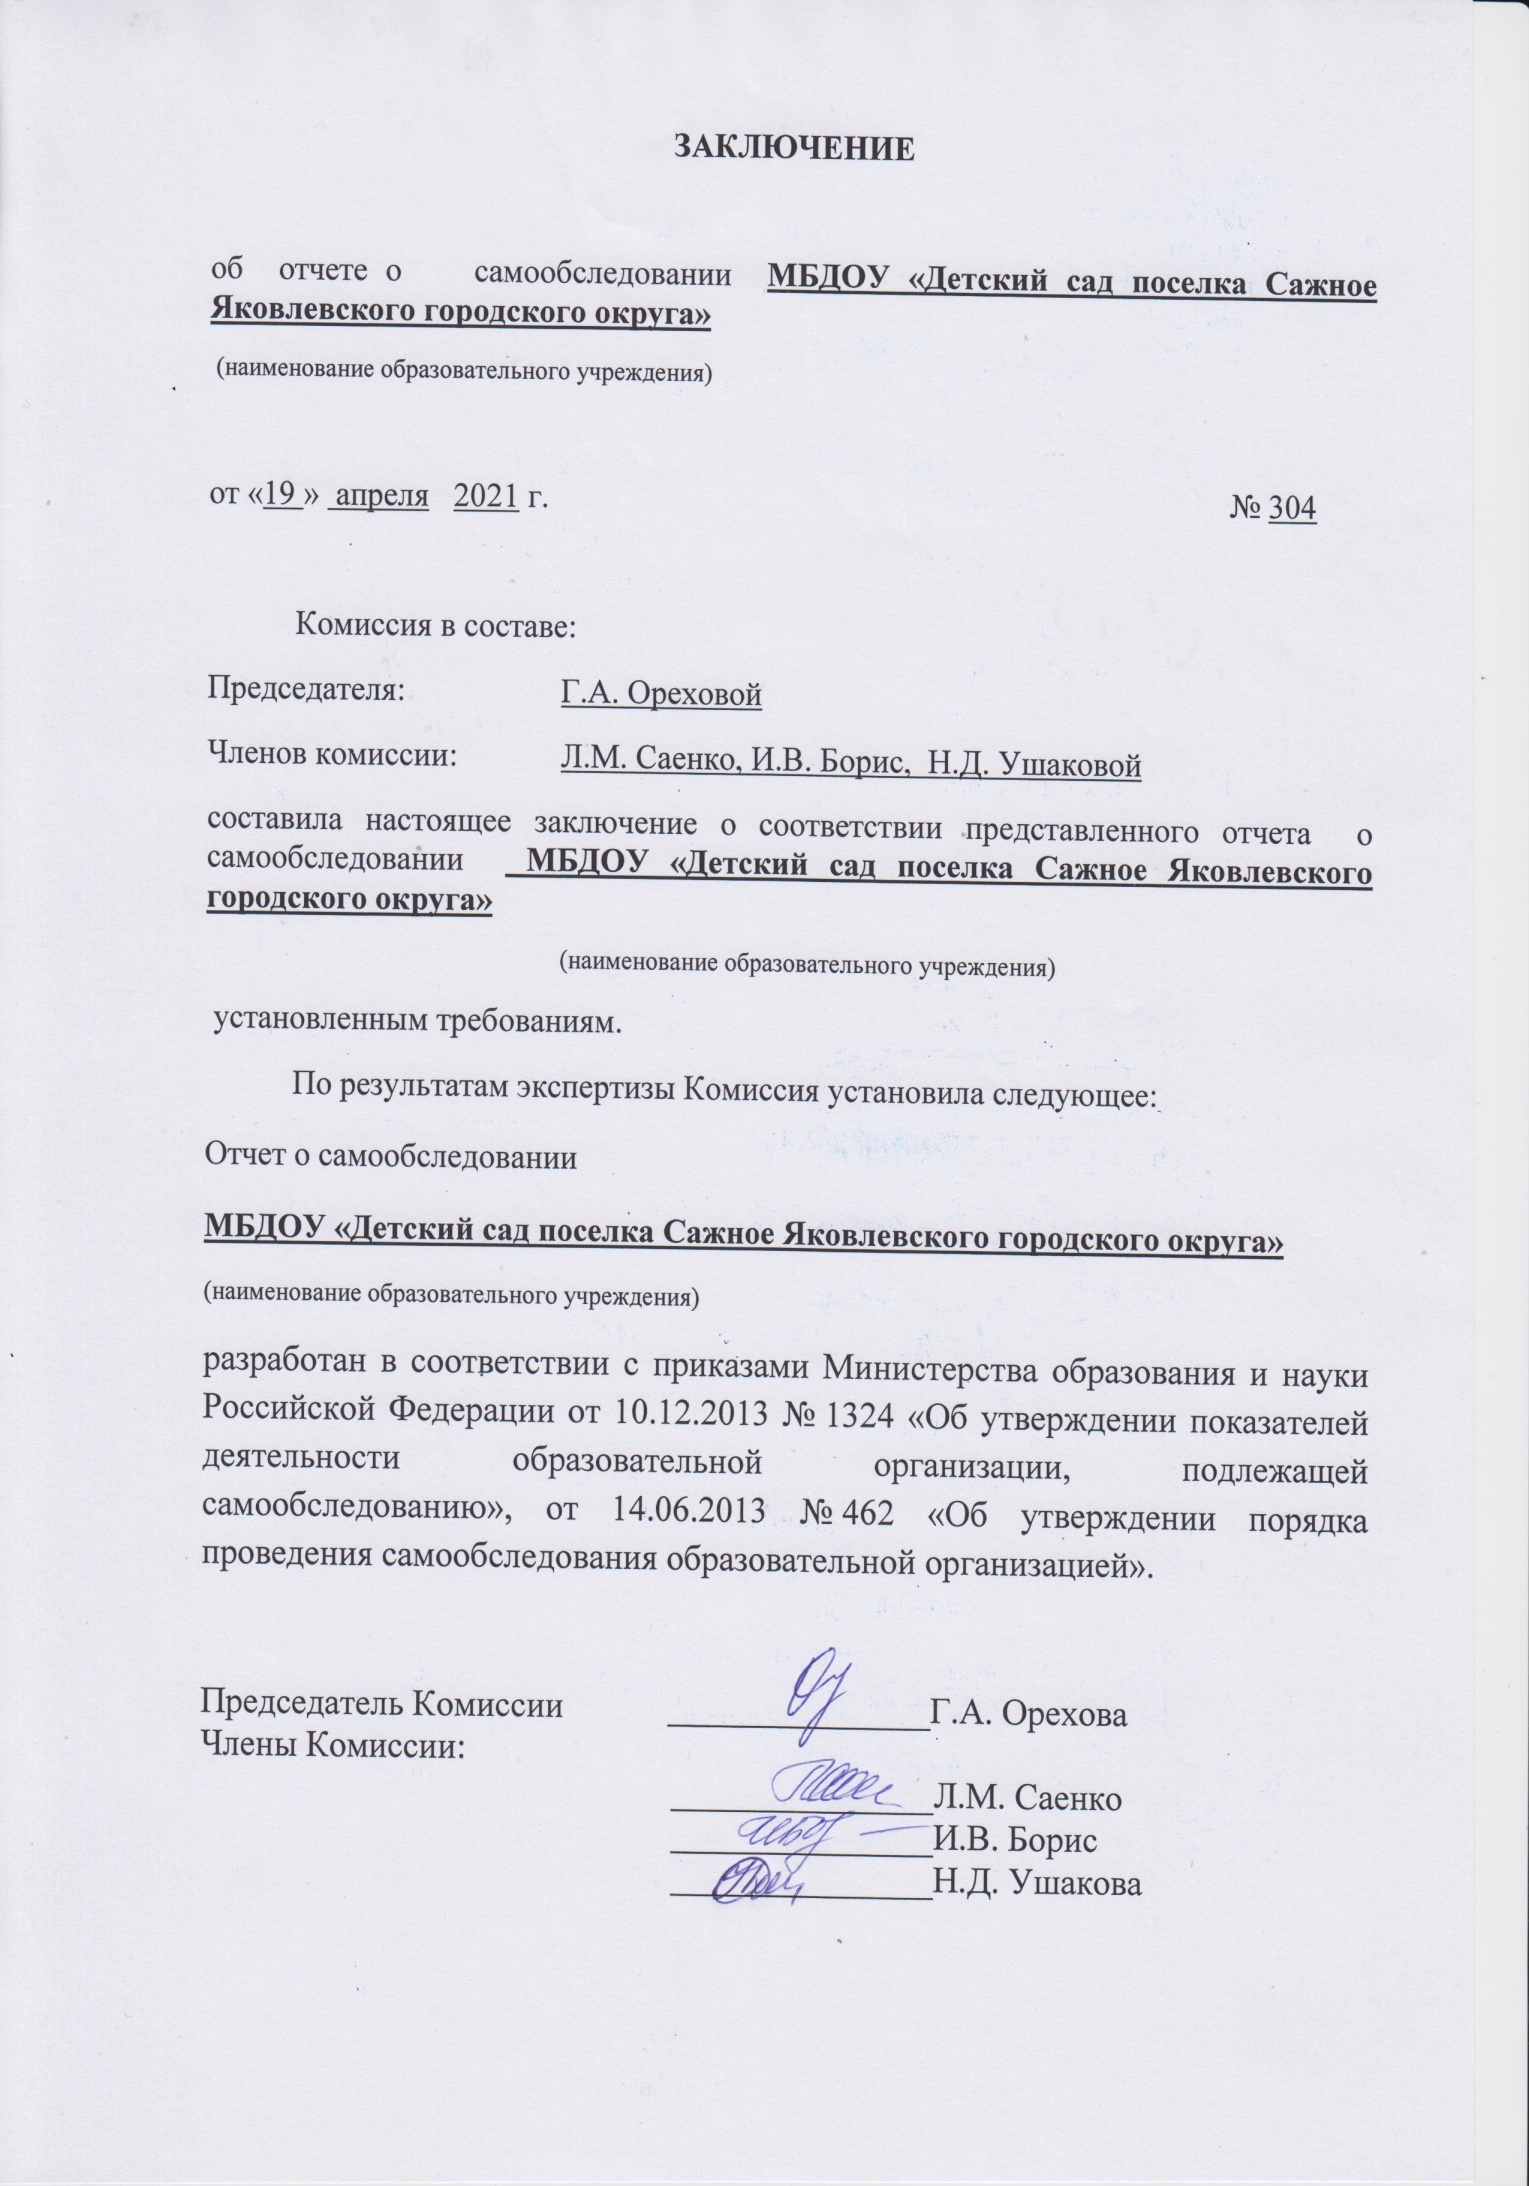 ЗАКЛЮЧЕНИЕ
об отчете о самообследовании МБДОУ «Детский сад поселка Сажное
Яковлевского городского округа»
(наименование образовательного учреждения)
от «19 » апреля 2021 г. № 304
Комиссия в составе:
Председателя: Г.А. Ореховой
Членов комиссии: Л.М. Саенко, И.В. Борис, Н.Д. Ушаковой
составила настоящее заключение о соответствии представленного отчета о
самообследовании МБДОУ «Детский сад поселка Сажное Яковлевского
городского округа»
(наименование образовательного учреждения)
установленным требованиям.
По результатам экспертизы Комиссия установила следующее:
Отчет о самообследовании
МБДОУ «Детский сад поселка Сажное Яковлевского городского округа»
(наименование образовательного учреждения)
разработан в соответствии с приказами Министерства образования и науки
Российской Федерации от 10.12.2013 № 1324 «Об утверждении показателей
деятельности образовательной организации, подлежащей
самообследованию», от 14.06.2013 № 462 «Об утверждении порядка
проведения самообследования образовательной организацией».
Председатель Комиссии Г.А. Орехова
Члены Комиссии:
Л.М. Саенко
И.В. Борис
Н.Д. Ушакова